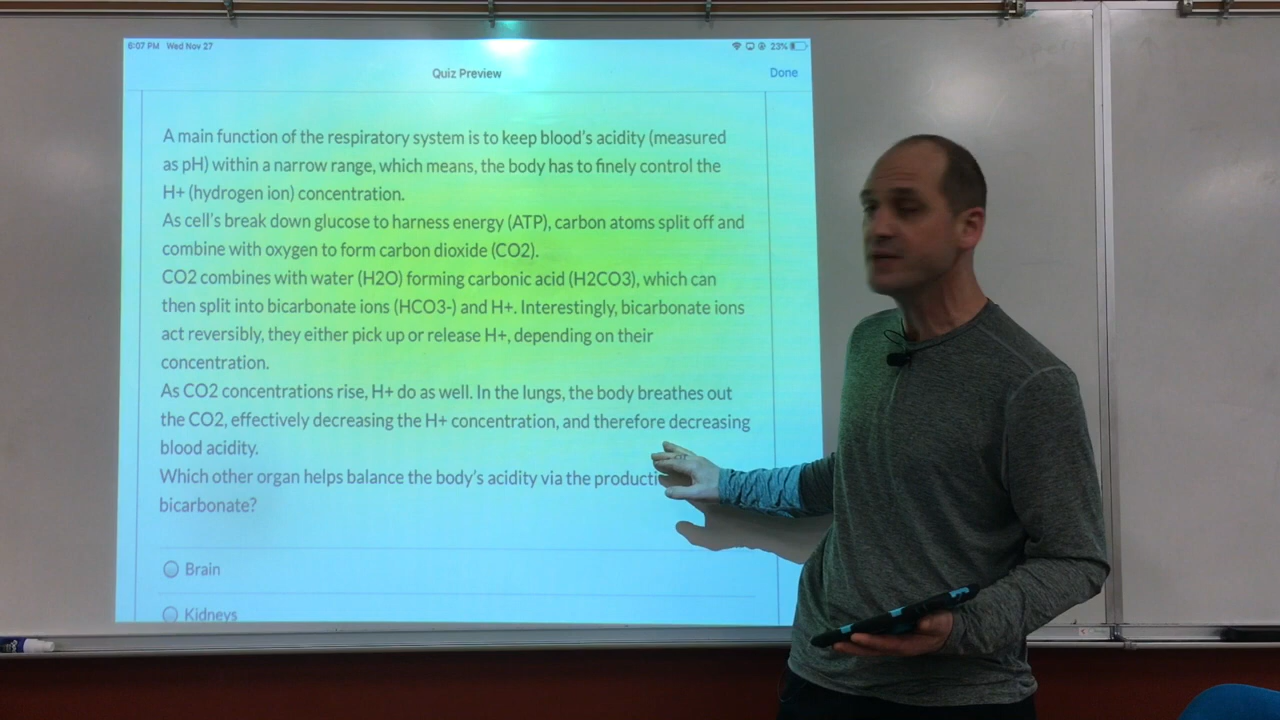 6:07 PM Wed Nov 27
23%
Quiz Preview
Done
A main function of the respiratory system is to keep blood's acidity (measured
as pH) within a narrow range, which means, the body has to finely control the
H+ (hydrogen ion) concentration.
As cell's break down glucose to harness energy (ATP), carbon atoms split off and
combine with oxygen to form carbon dioxide (CO2).
CO2 combines with water (H2O) forming carbonic acid (H2CO3), which can
then split into bicarbonate ions (HCO3-) and H+. Interestingly, bicarbonate ions
act reversibly, they either pick up or release H+, depending on their
concentration.
As CO2 concentrations rise, H+ do as well. In the lungs, the body breathes out
the CO2, effectively decreasing the H+ concentration, and therefore decreasing
blood acidity.
Which other organ helps balance the body's acidity via the producti
bicarbonate?
Brain
Kidneys